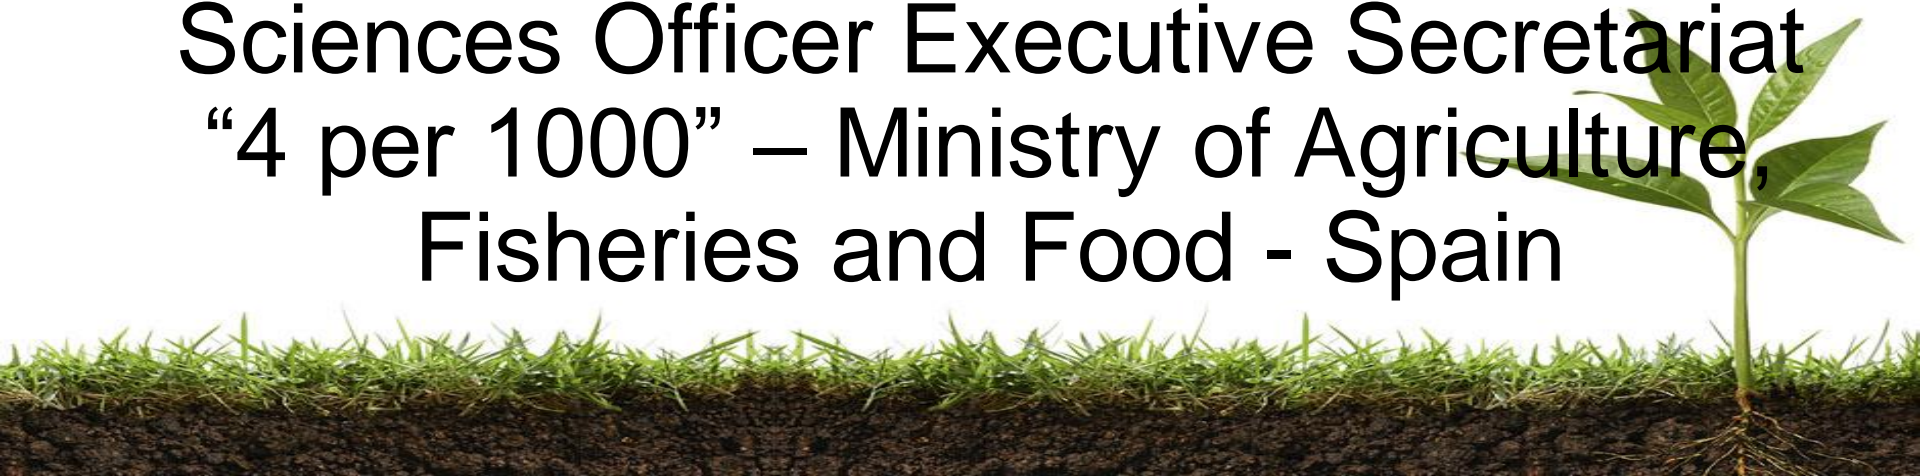 Sciences Officer Executive Secretariat
“4 per 1000” – Ministry of Agriculture,
Fisheries and Food - Spain